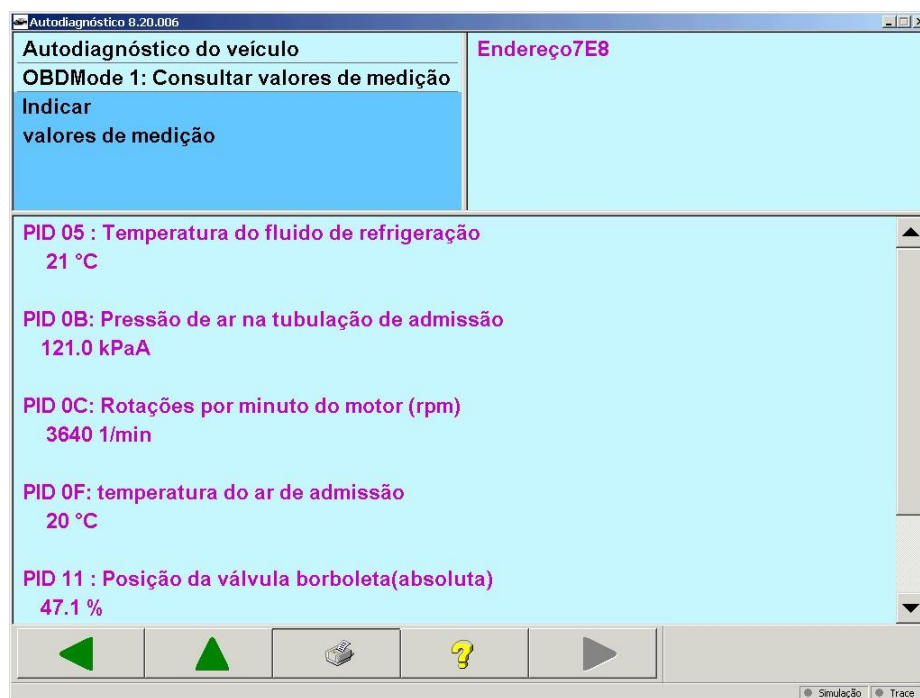 Autodiagnóstico 8.20.006
Autodiagnóstico do veículo
OBDMode 1: Consultar valores de medição
Indicar
valores de medição
Endereço7E8
PID 05 : Temperatura do fluido de refrigeração
21 °C
PID 0B: Pressão de ar na tubulação de admissão
121.0 kPaA
PID 0C: Rotações por minuto do motor (rpm)
3640 1/min
PID 0F: temperatura do ar de admissão
20 °C
PID 11 : Posição da válvula borboleta(absoluta)
47.1 %
Simulação
Trace